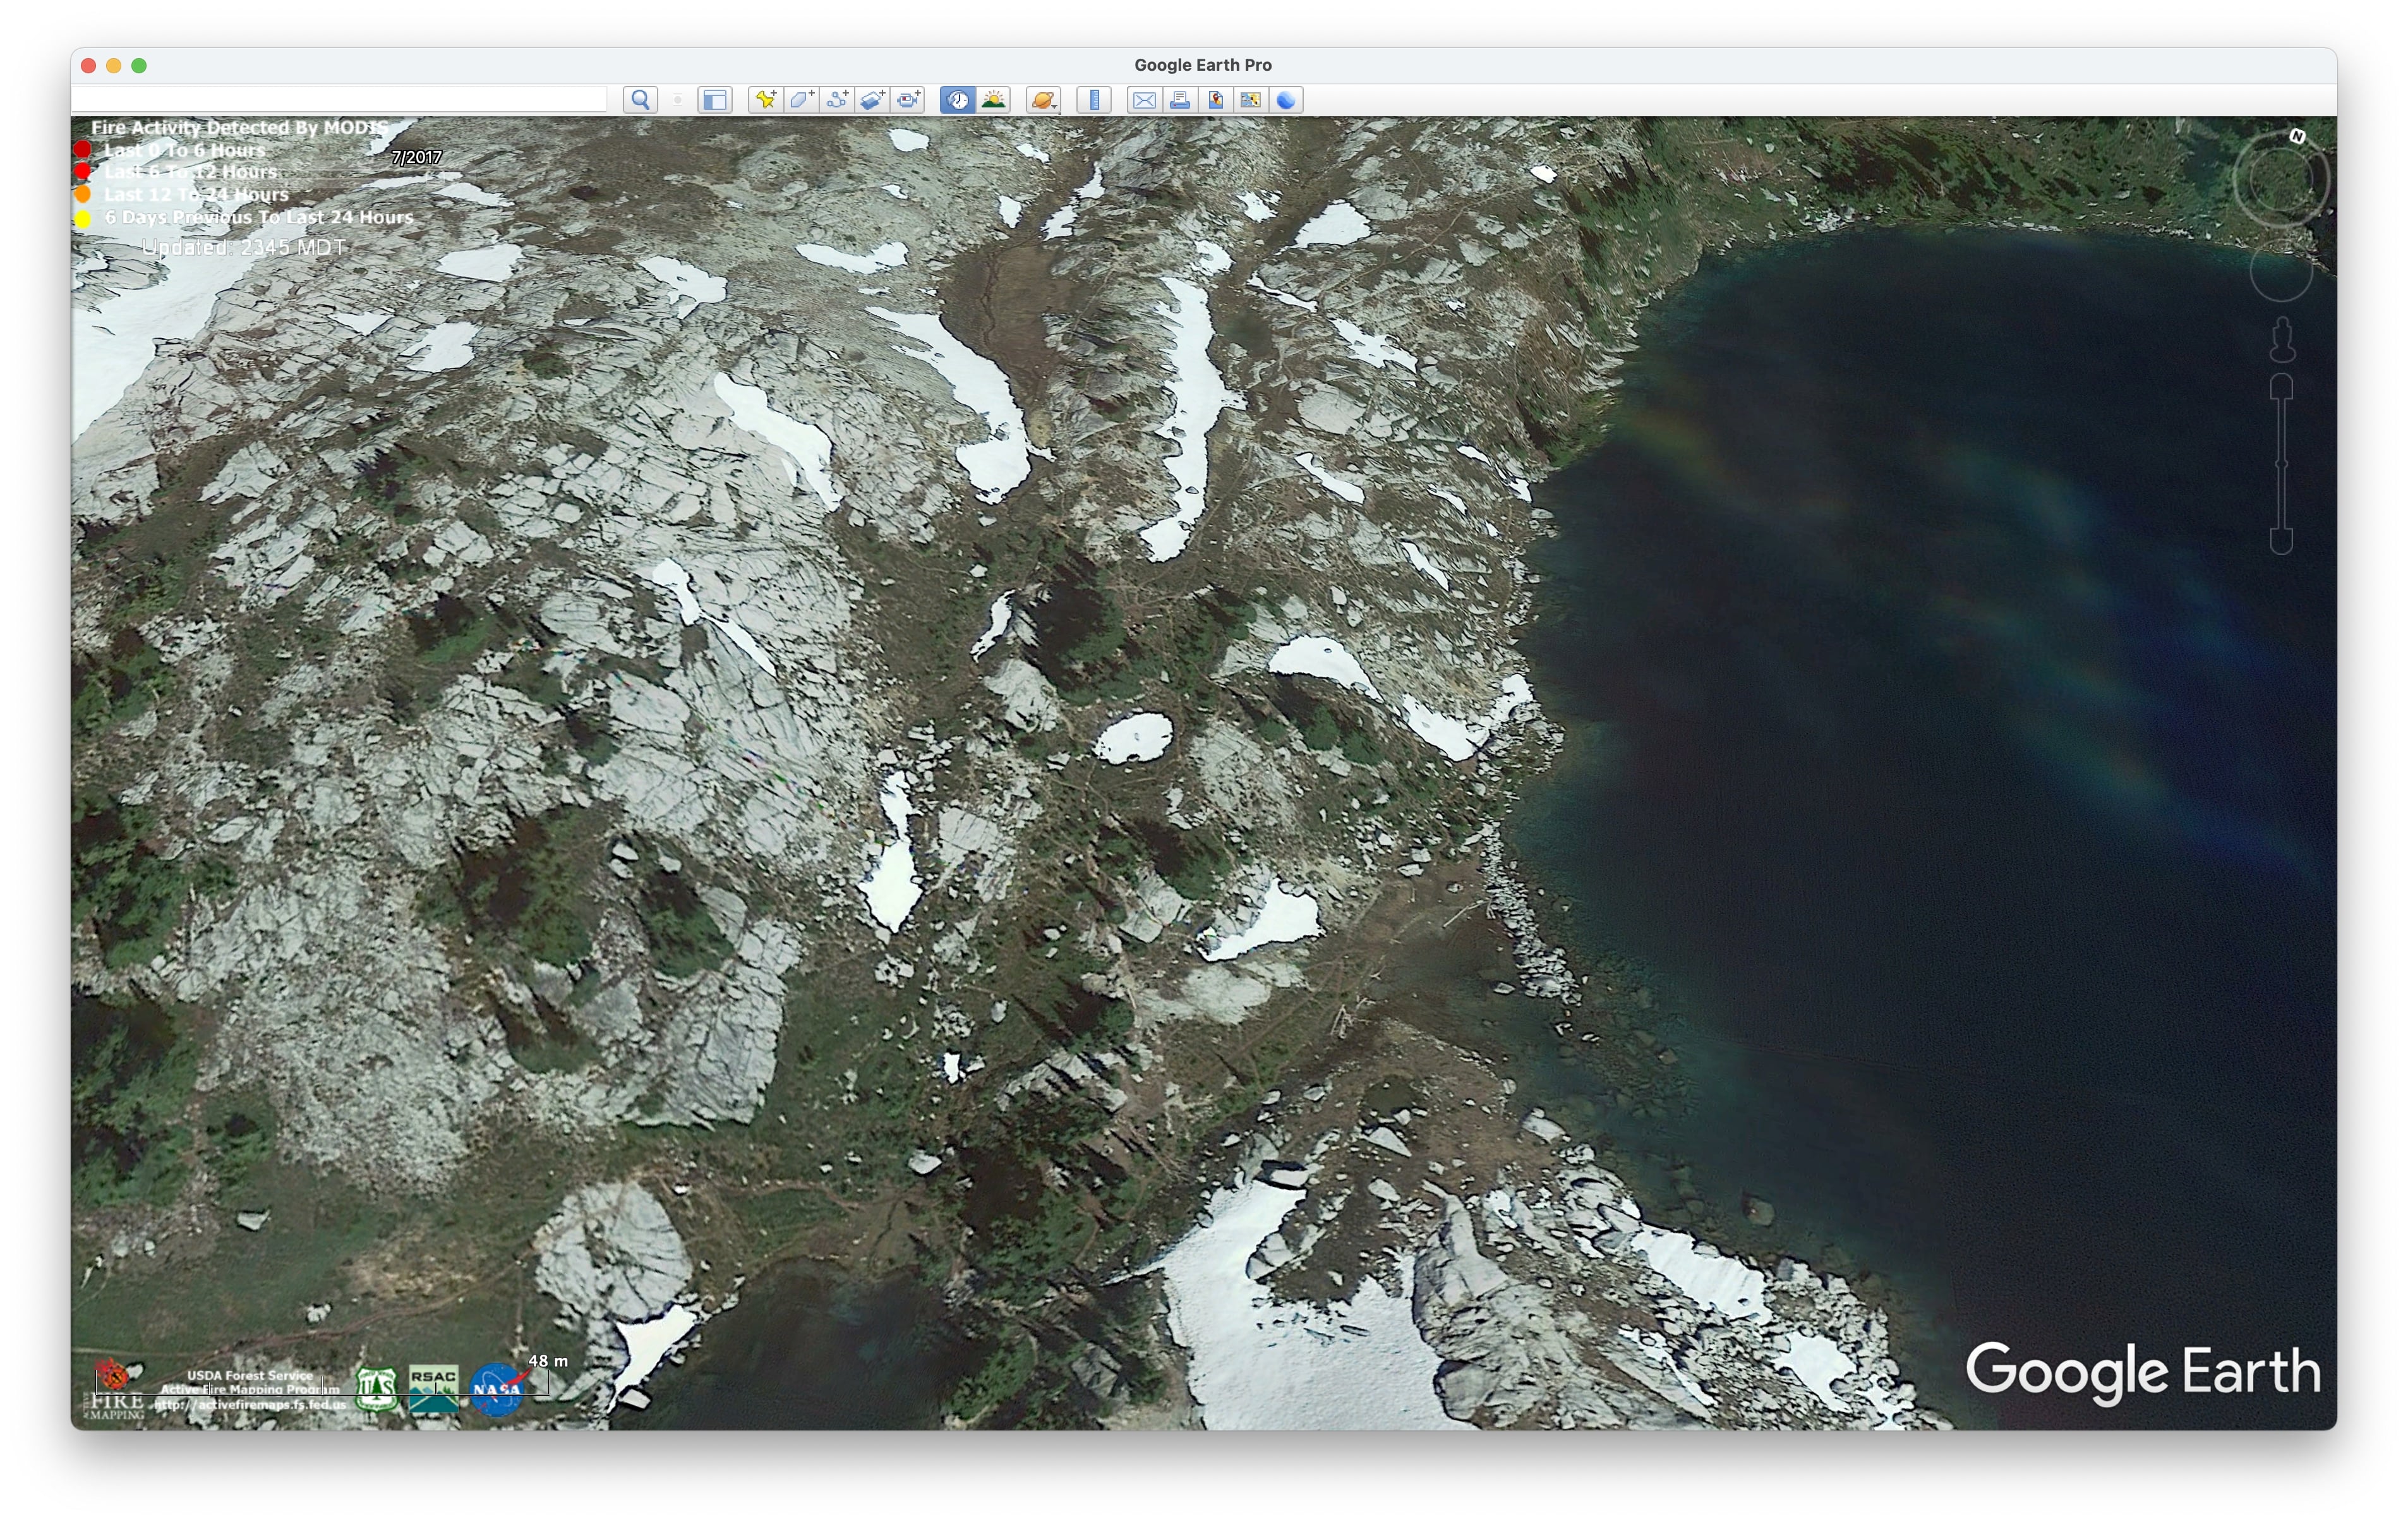 Google Earth Pro
Fire Activity Detected By MODIS
Last 0 To 6 Hours
7/2017
Last 6 To 12 Hours
Last 12 To 24 Hours
6 Days Previous To Last 24 Hours
Updated: 2345 MDT
N
48 m
USDA Forest Service
Active Fire Mapping Program
http://activefiremaps.fs.fed.us
FIRE
MAPPING
UAS
RSAC
NASA
Google Earth